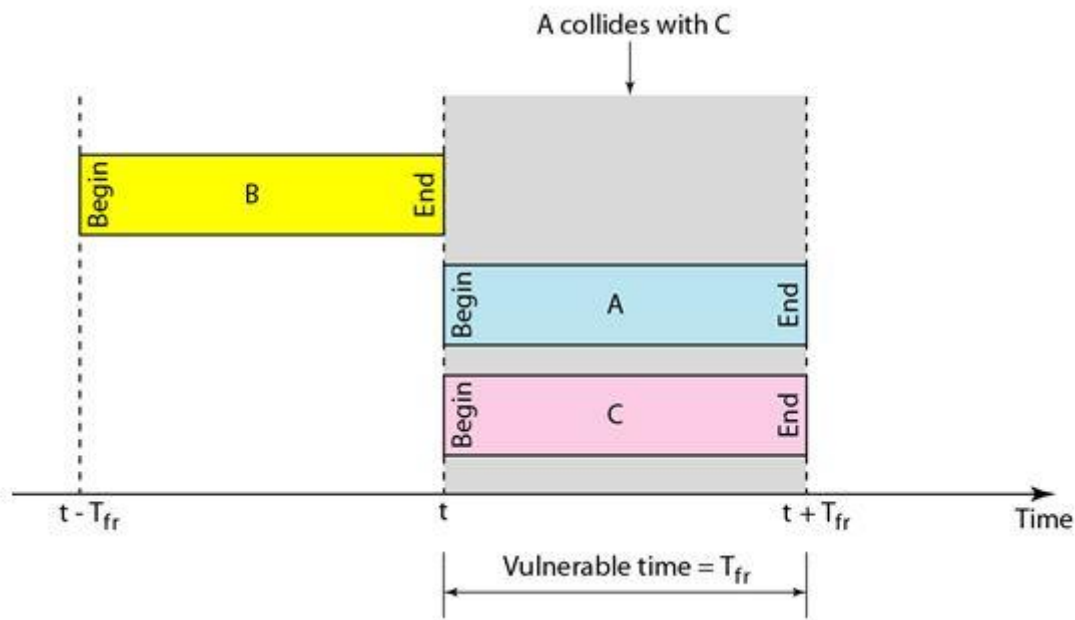 A collides with C
Begin
B
End
Begin
A
End
Begin
C
End
t - Tfr
t
t + Tfr
Time
Vulnerable time = Tfr